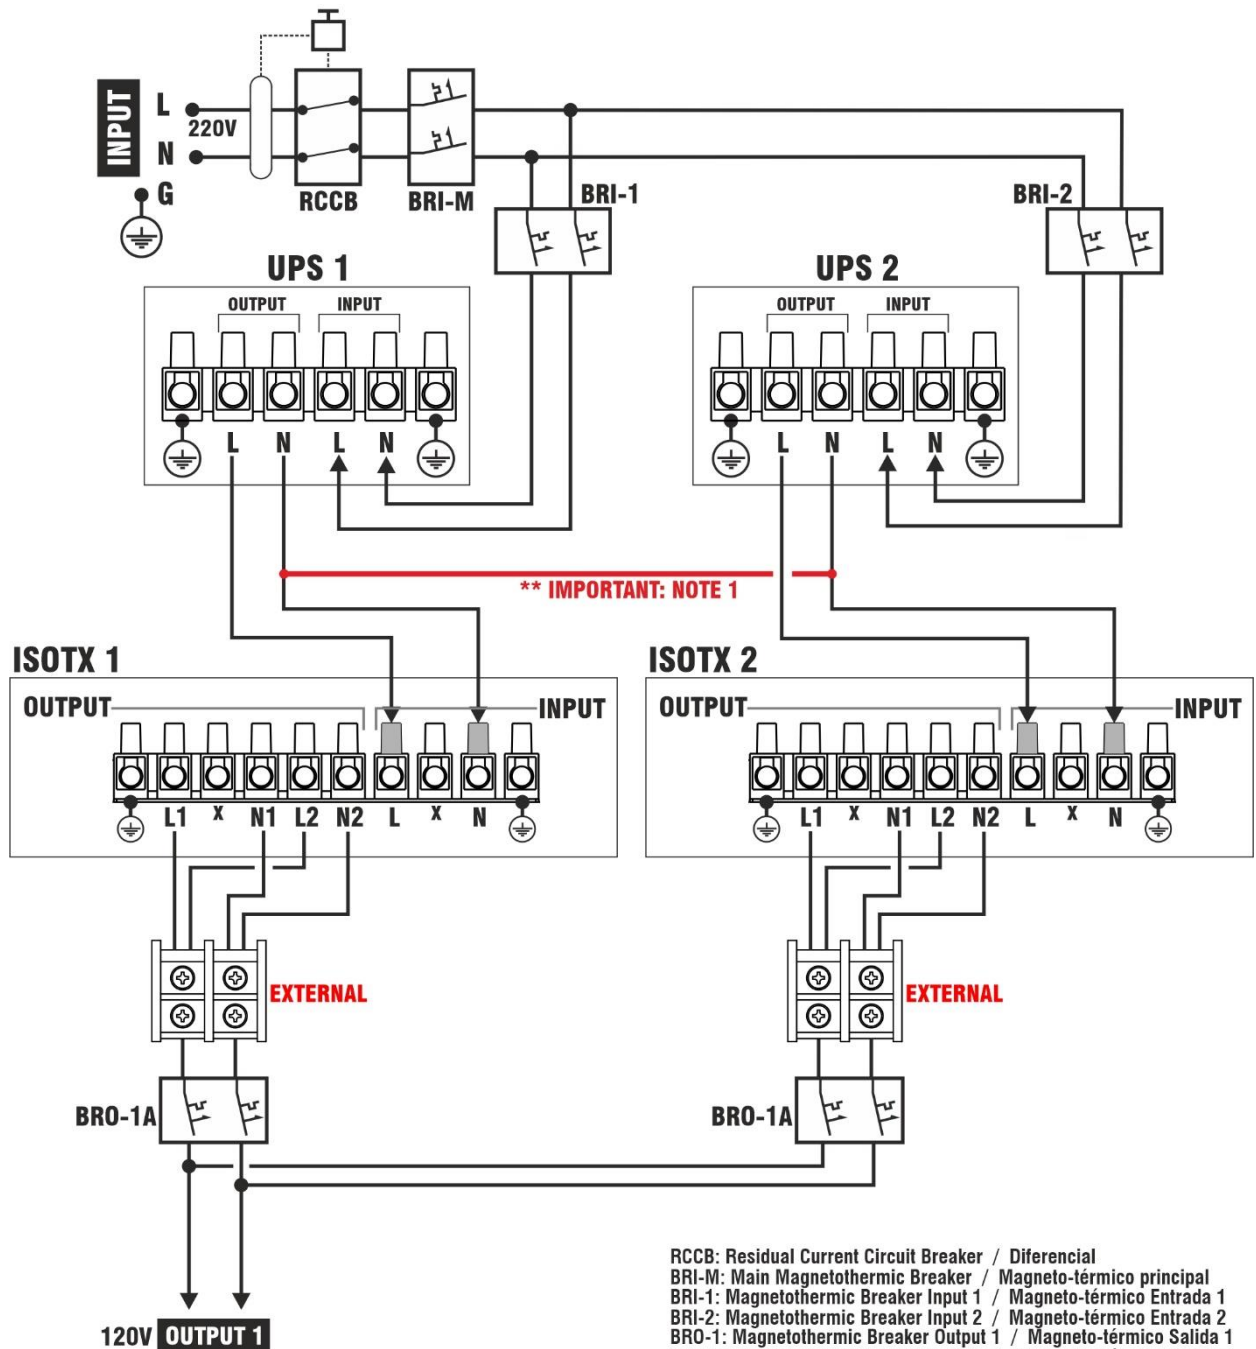 INPUT
L
220V
N
G
RCCB
BRI-M
BRI-1
BRI-2
UPS 1
OUTPUT INPUT
L N L N
UPS 2
OUTPUT INPUT
L N L N
** IMPORTANT: NOTE 1
ISOTX 1
OUTPUT INPUT
L1 X N1 L2 N2 L X N
ISOTX 2
OUTPUT INPUT
L1 X N1 L2 N2 L X N
EXTERNAL
EXTERNAL
BRO-1A
BRO-1A
120V OUTPUT 1
RCCB: Residual Current Circuit Breaker / Diferencial
BRI-M: Main Magnetothermic Breaker / Magneto-térmico principal
BRI-1: Magnetothermic Breaker Input 1 / Magneto-térmico Entrada 1
BRI-2: Magnetothermic Breaker Input 2 / Magneto-térmico Entrada 2
BRO-1: Magnetothermic Breaker Output 1 / Magneto-térmico Salida 1